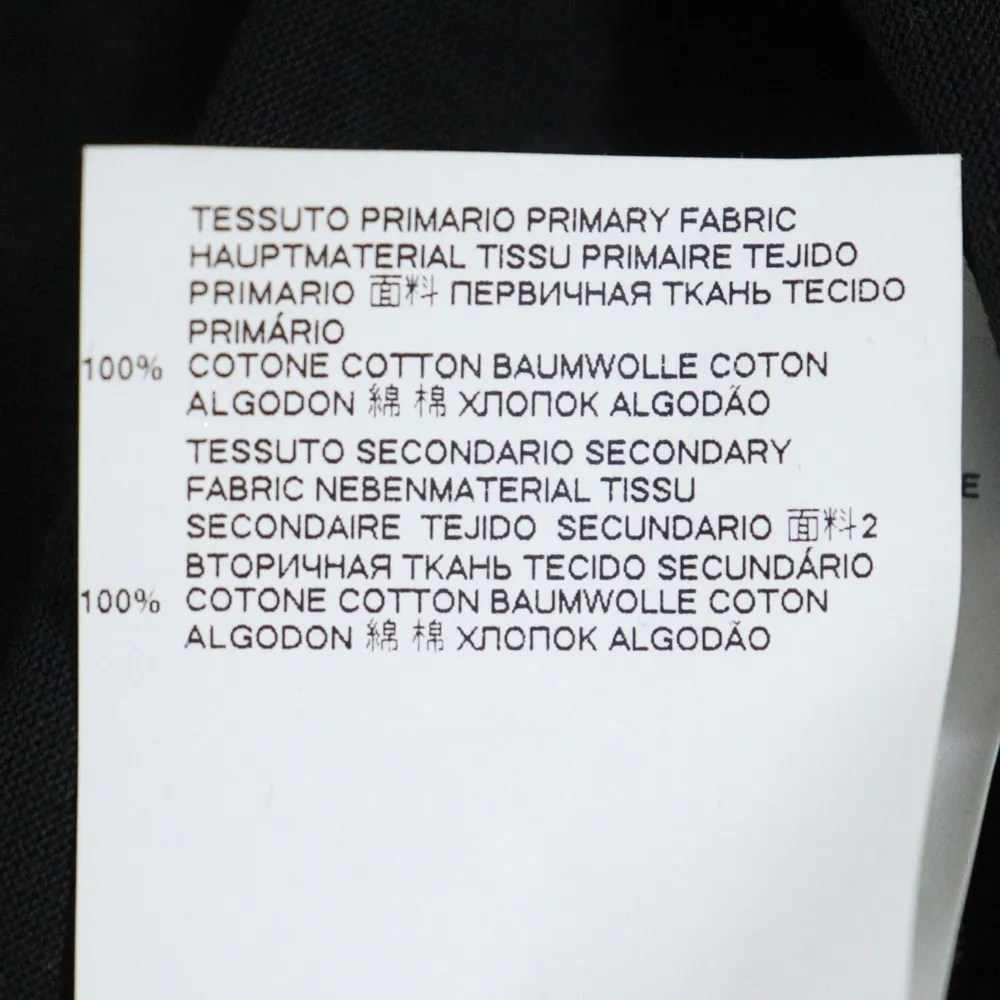 TESSUTO PRIMARIO PRIMARY FABRIC
HAUPTMATERIAL TISSU PRIMAIRE TEJIDO
PRIMARIO 面料 ПЕРВИЧНАЯ ТКАНЬ TECIDO
PRIMÁRIO
100% COTONE COTTON BAUMWOLLE COTON
ALGODON 綿 棉 ХЛОПОК ALGODÃO
TESSUTO SECONDARIO SECONDARY
FABRIC NEBENMATERIAL TISSU
SECONDAIRE TEJIDO SECUNDARIO 面料2
ВТОРИЧНАЯ ТКАНЬ TECIDO SECUNDÁRIO
100% COTONE COTTON BAUMWOLLE COTON
ALGODON 綿 棉 ХЛОПОК ALGODÃO
E